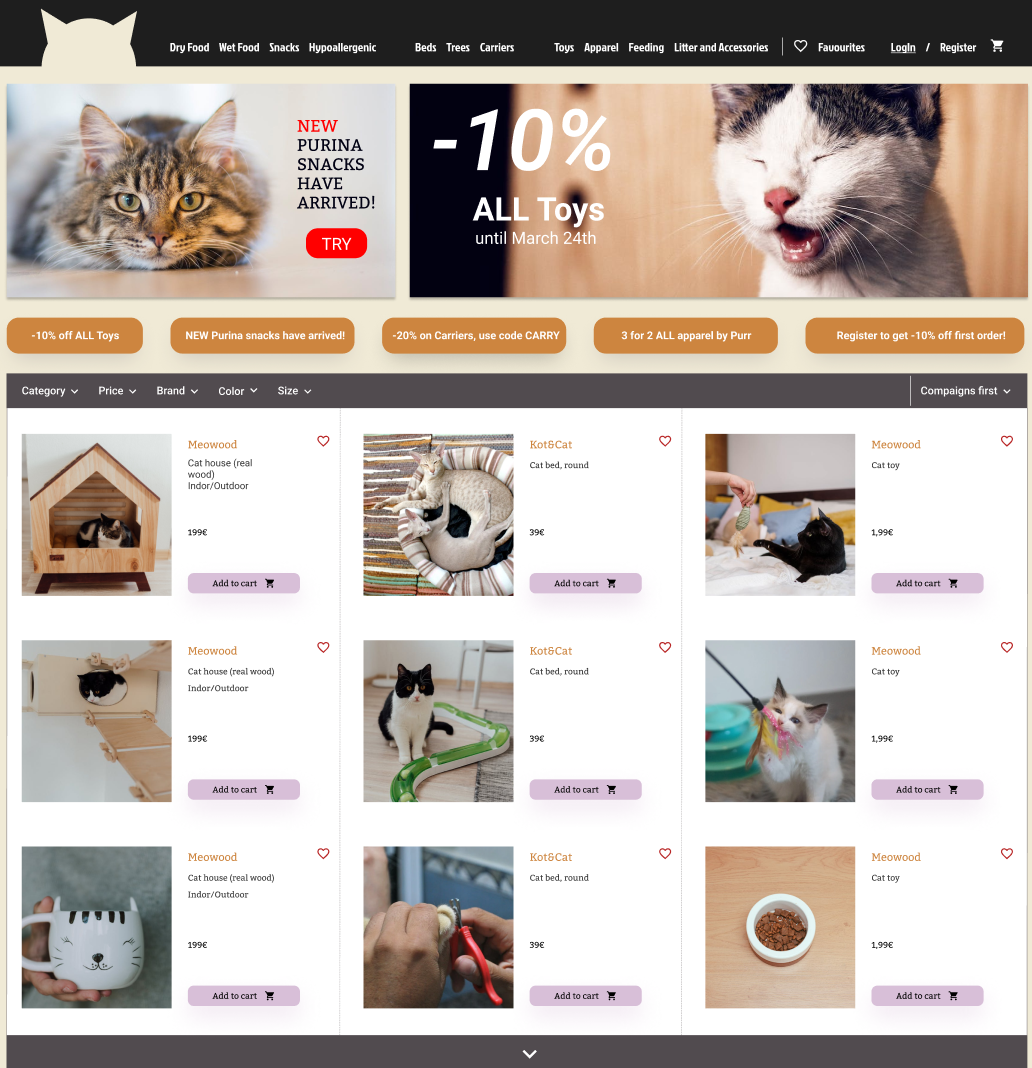 Dry Food Wet Food Snacks Hypoallergenic Beds Trees Carriers Toys Apparel Feeding Litter and Accessories Favourites LogIn / Register
NEW
PURINA
SNACKS
HAVE
ARRIVED!
TRY
-10%
ALL Toys
until March 24th
-10% off ALL Toys
NEW Purina snacks have arrived!
-20% on Carriers, use code CARRY
3 for 2 ALL apparel by Purr
Register to get -10% off first order!
Category Price Brand Color Size Compaigns first
Meowood
Cat house (real
wood)
Indor/Outdoor
199€
Add to cart
Kot&Cat
Cat bed, round
39€
Add to cart
Meowood
Cat toy
1,99€
Add to cart
Meowood
Cat house (real wood)
Indor/Outdoor
199€
Add to cart
Kot&Cat
Cat bed, round
39€
Add to cart
Meowood
Cat toy
1,99€
Add to cart
Meowood
Cat house (real wood)
Indor/Outdoor
199€
Add to cart
Kot&Cat
Cat bed, round
39€
Add to cart
Meowood
Cat toy
1,99€
Add to cart